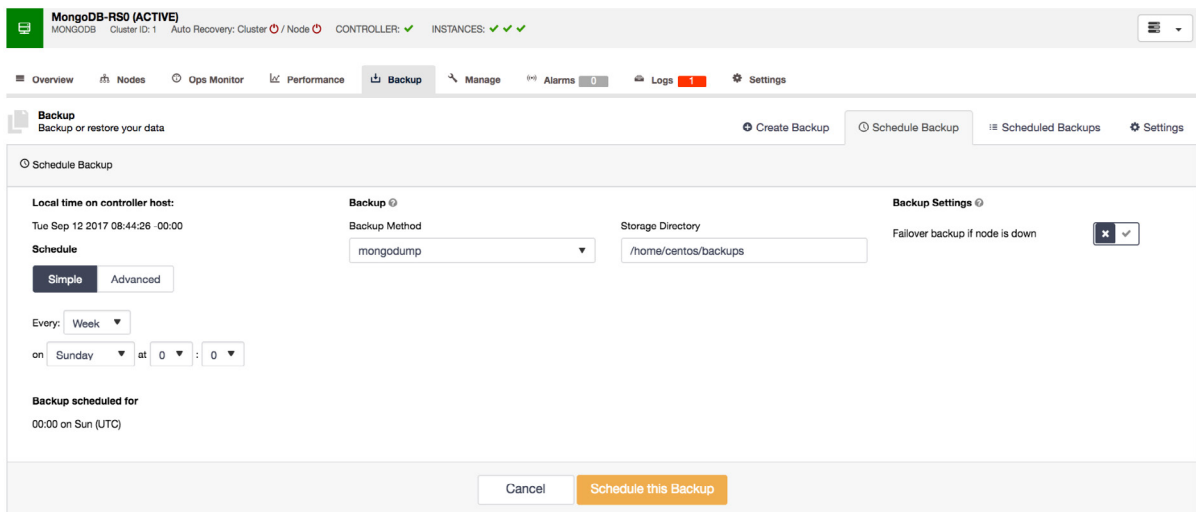 MongoDB-RS0 (ACTIVE)
MONGODB Cluster ID: 1 Auto Recovery: Cluster / Node CONTROLLER: ✔ INSTANCES: ✔ ✔ ✔
Overview Nodes Ops Monitor Performance Backup Manage Alarms 0 Logs 1 Settings
Backup
Backup or restore your data
Create Backup Schedule Backup Scheduled Backups Settings
Schedule Backup
Local time on controller host: Backup Backup Settings
Tue Sep 12 2017 08:44:26 -00:00 Backup Method Storage Directory Failover backup if node is down
Schedule mongodump /home/centos/backups
Simple Advanced
Every: Week
on Sunday at 0 : 0
Backup scheduled for
00:00 on Sun (UTC)
Cancel Schedule this Backup